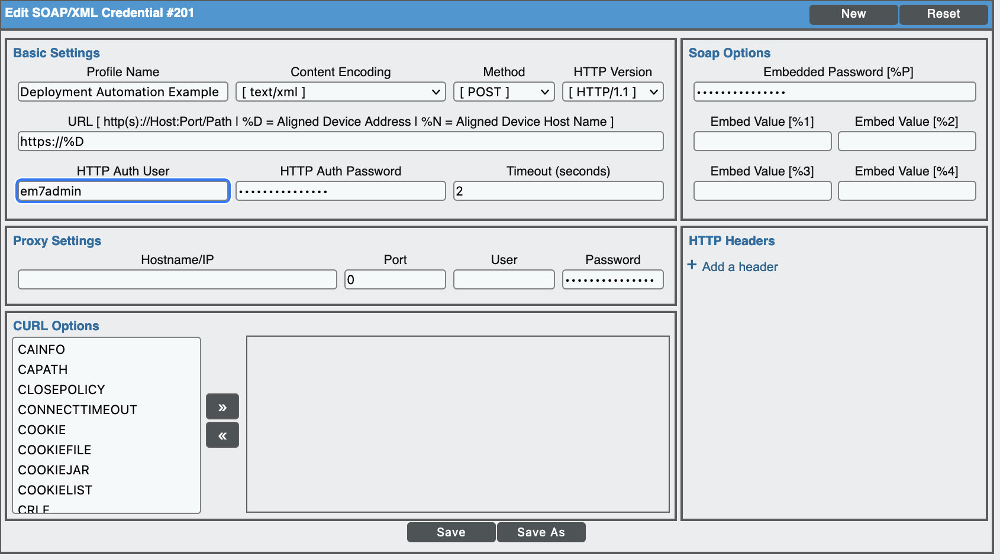 Edit SOAP/XML Credential #201
New
Reset
Basic Settings
Profile Name
Content Encoding
Method
HTTP Version
Deployment Automation Example
[ text/xml ]
[ POST ]
[ HTTP/1.1 ]
URL [ http(s)://Host:Port/Path | %D = Aligned Device Address | %N = Aligned Device Host Name ]
https://%D
HTTP Auth User
HTTP Auth Password
Timeout (seconds)
em7admin
•••••••••••••••
2
Soap Options
Embedded Password [%P]
•••••••••••••••
Embed Value [%1]
Embed Value [%2]
Embed Value [%3]
Embed Value [%4]
Proxy Settings
Hostname/IP
Port
User
Password
0
•••••••••••••••
HTTP Headers
+ Add a header
CURL Options
CAINFO
CAPATH
CLOSEPOLICY
CONNECTTIMEOUT
COOKIE
COOKIEFILE
COOKIEJAR
COOKIELIST
CRLF
»
«
Save
Save As